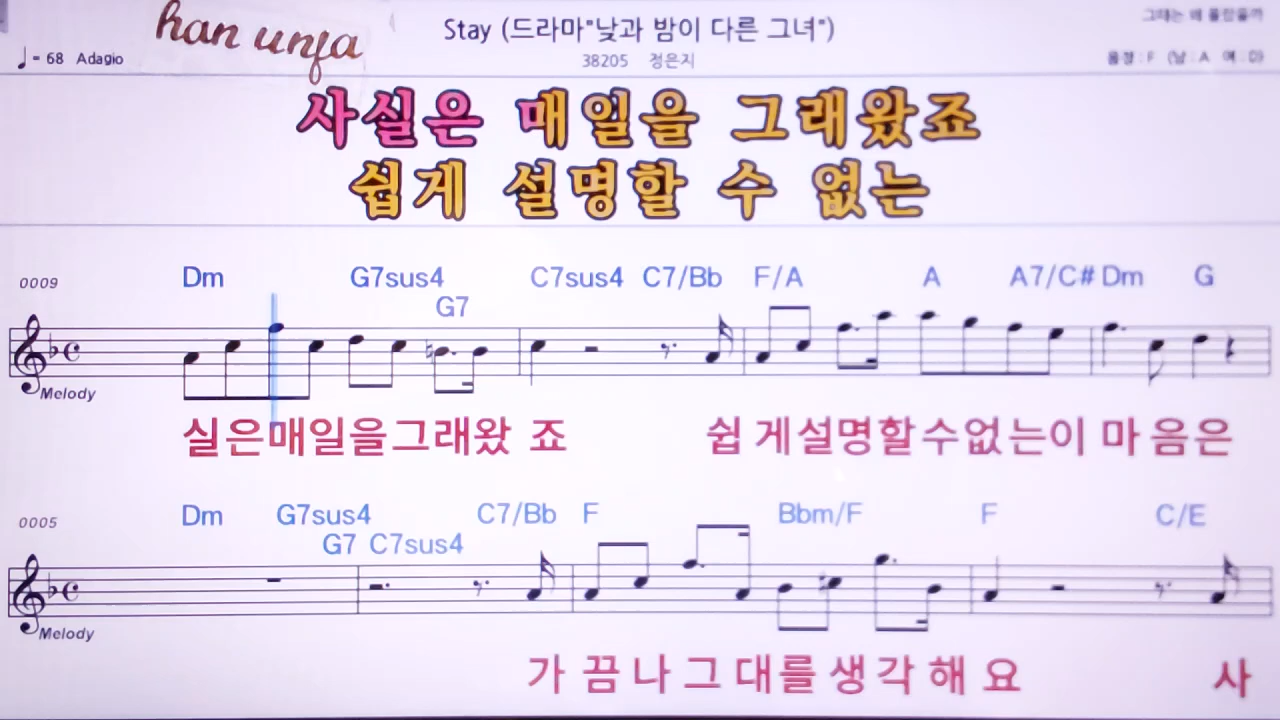 han unja
Stay (드라마"낮과 밤이 다른 그녀")
38205 정은지
♩= 68 Adagio
음정 : F (남 : A 여 : D)
사실은 매일을 그래왔죠
쉽게 설명할 수 없는
0009
Dm G7sus4 C7sus4 C7/Bb F/A A A7/C# Dm G
G7
Melody
실은매일을그래왔 죠 쉽 게설명할수없는이 마 음은
0005
Dm G7sus4 C7/Bb F Bbm/F F C/E
G7 C7sus4
Melody
가 끔 나 그 대를 생 각 해 요 사